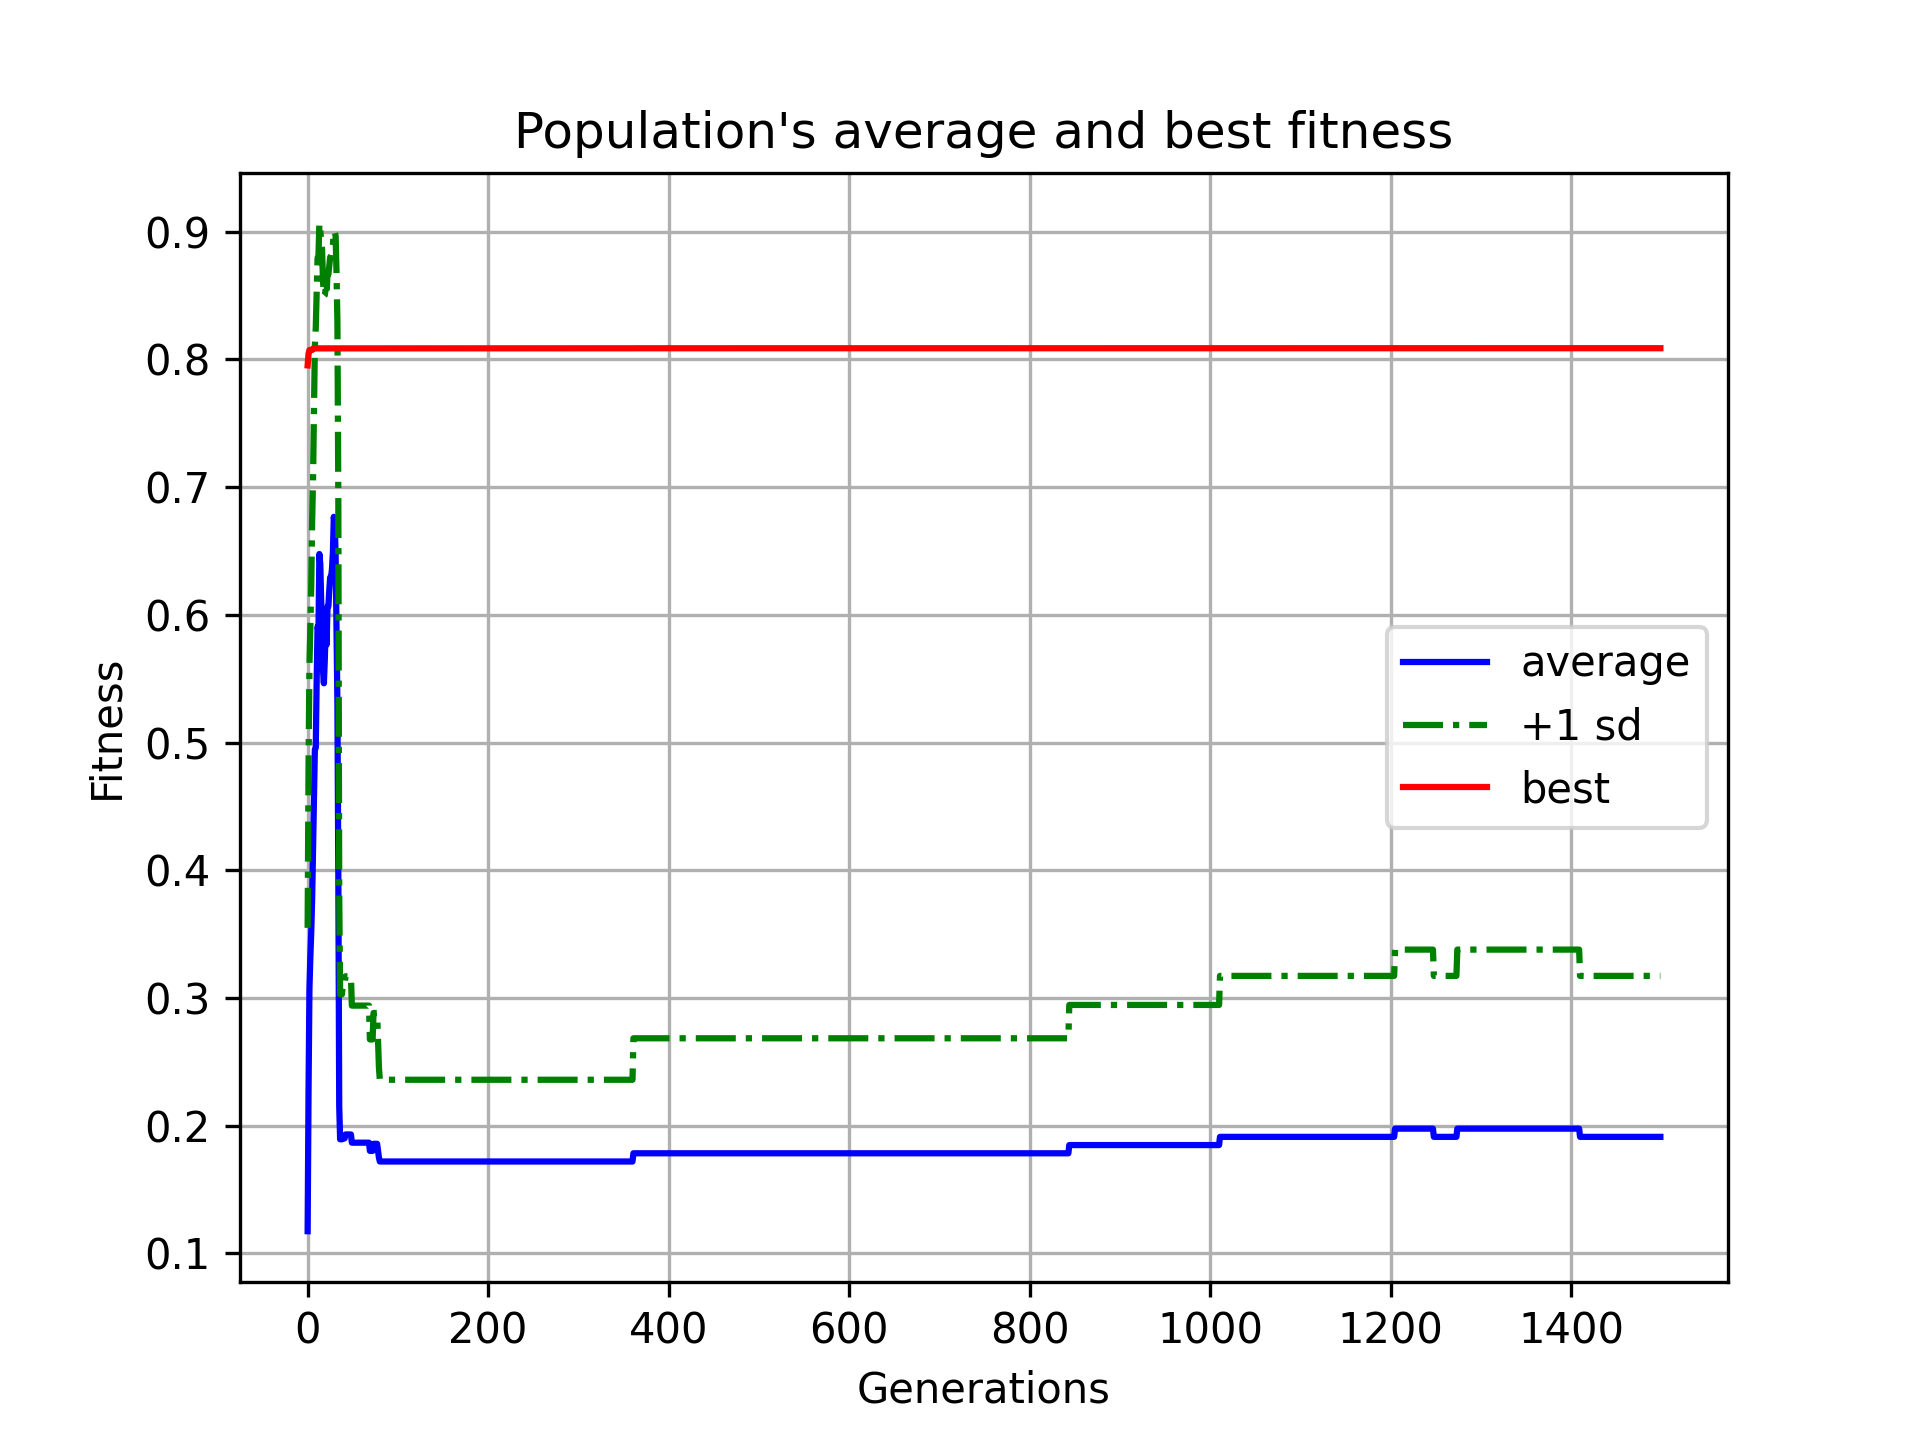 Population's average and best fitness
0.9
0.8
0.7
0.6
0.5
0.4
0.3
0.2
0.1
Fitness
average
+1 sd
best
0 200 400 600 800 1000 1200 1400
Generations